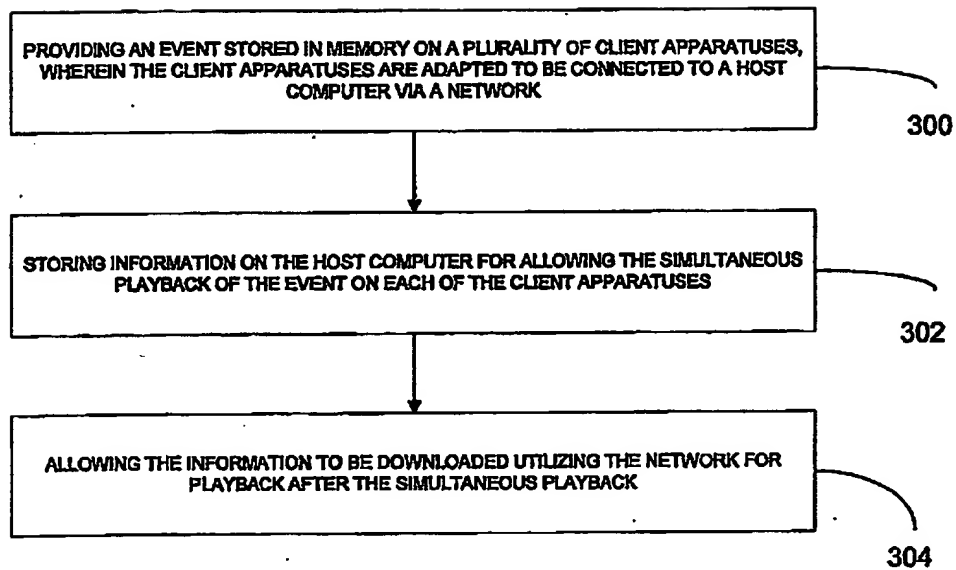 PROVIDING AN EVENT STORED IN MEMORY ON A PLURALITY OF CLIENT APPARATUSES,
WHEREIN THE CLIENT APPARATUSES ARE ADAPTED TO BE CONNECTED TO A HOST
COMPUTER VIA A NETWORK
300
STORING INFORMATION ON THE HOST COMPUTER FOR ALLOWING THE SIMULTANEOUS
PLAYBACK OF THE EVENT ON EACH OF THE CLIENT APPARATUSES
302
ALLOWING THE INFORMATION TO BE DOWNLOADED UTILIZING THE NETWORK FOR
PLAYBACK AFTER THE SIMULTANEOUS PLAYBACK
304